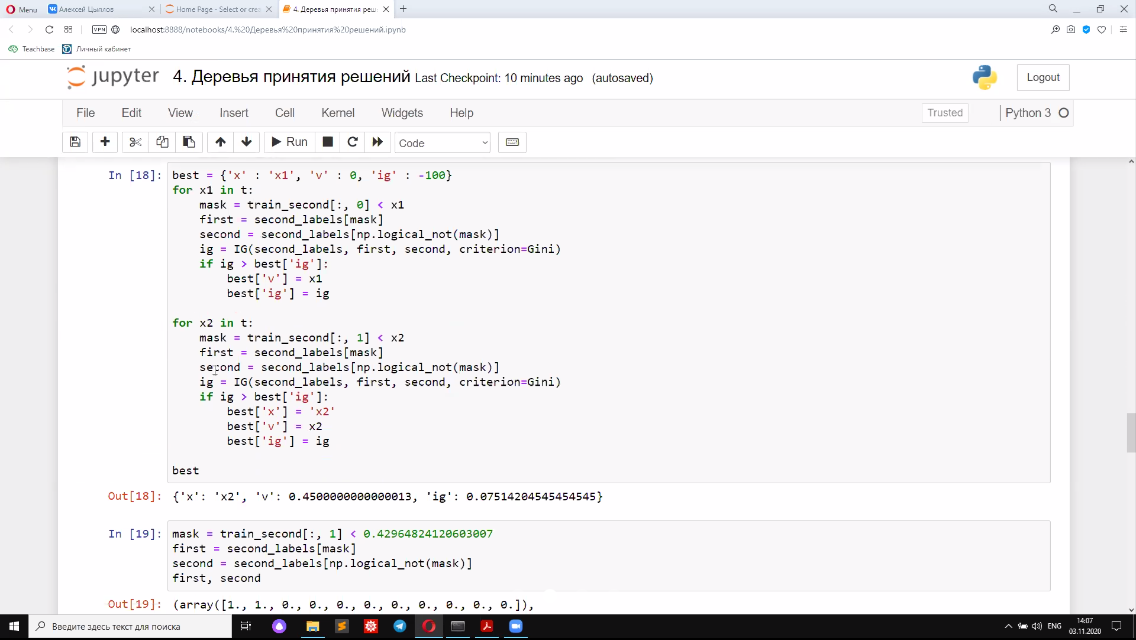 Menu
Алексей Цыплов
Home Page - Select or cre
4. Деревья принятия реш
VPN
localhost:8888/notebooks/4.%20Деревья%20принятия%20решений.ipynb
Teachbase
Личный кабинет
jupyter 4. Деревья принятия решений Last Checkpoint: 10 minutes ago (autosaved)
Logout
File Edit View Insert Cell Kernel Widgets Help
Trusted
Python 3
Run
Code
In [18]: best = {'x' : 'x1', 'v' : 0, 'ig' : -100}
for x1 in t:
mask = train_second[:, 0] < x1
first = second_labels[mask]
second = second_labels[np.logical_not(mask)]
ig = IG(second_labels, first, second, criterion=Gini)
if ig > best['ig']:
best['v'] = x1
best['ig'] = ig
for x2 in t:
mask = train_second[:, 1] < x2
first = second_labels[mask]
second = second_labels[np.logical_not(mask)]
ig = IG(second_labels, first, second, criterion=Gini)
if ig > best['ig']:
best['x'] = 'x2'
best['v'] = x2
best['ig'] = ig
best
Out[18]: {'x': 'x2', 'v': 0.4500000000000013, 'ig': 0.07514204545454545}
In [19]: mask = train_second[:, 1] < 0.42964824120603007
first = second_labels[mask]
second = second_labels[np.logical_not(mask)]
first, second
Out[19]: (array([1., 1., 0., 0., 0., 0., 0., 0., 0., 0., 0.]),
Введите здесь текст для поиска
ENG
14:07
03.11.2020